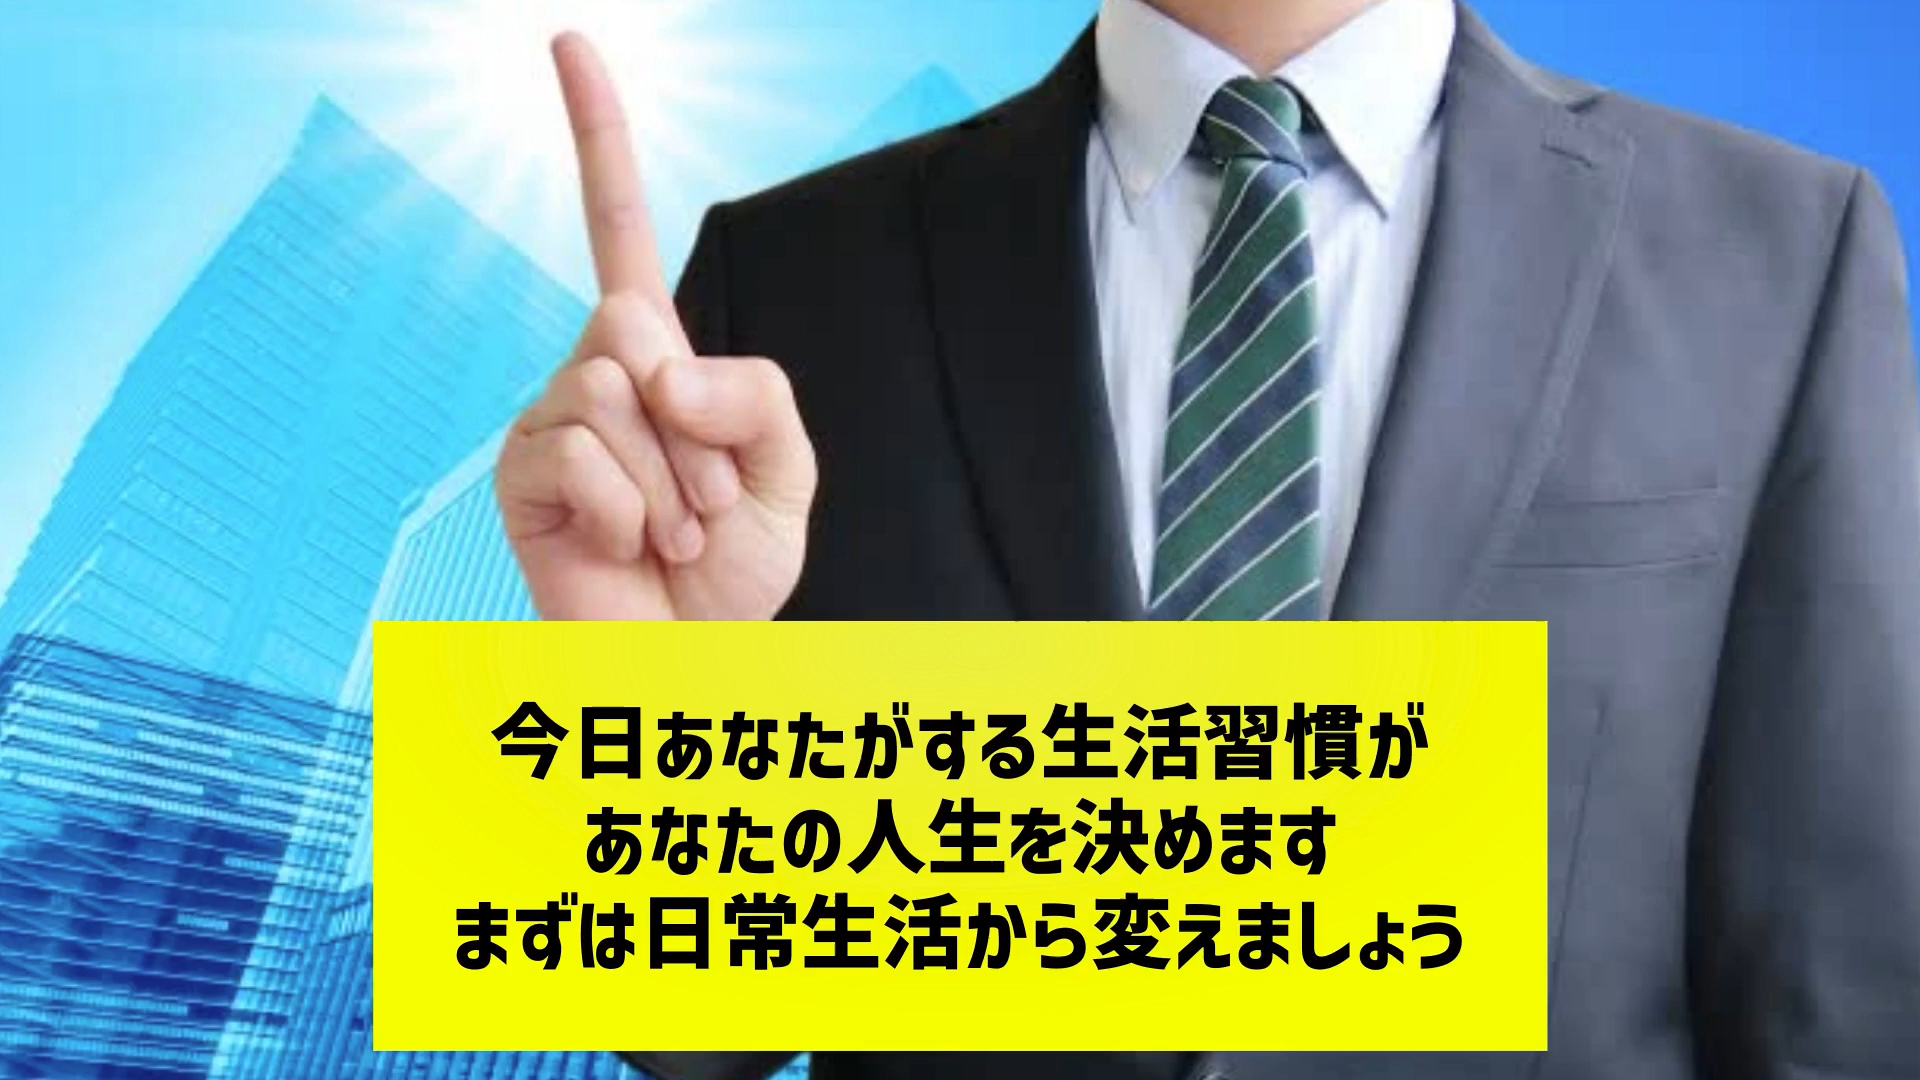 今日あなたがする生活習慣が
あなたの人生を決めます
まずは日常生活から変えましょう